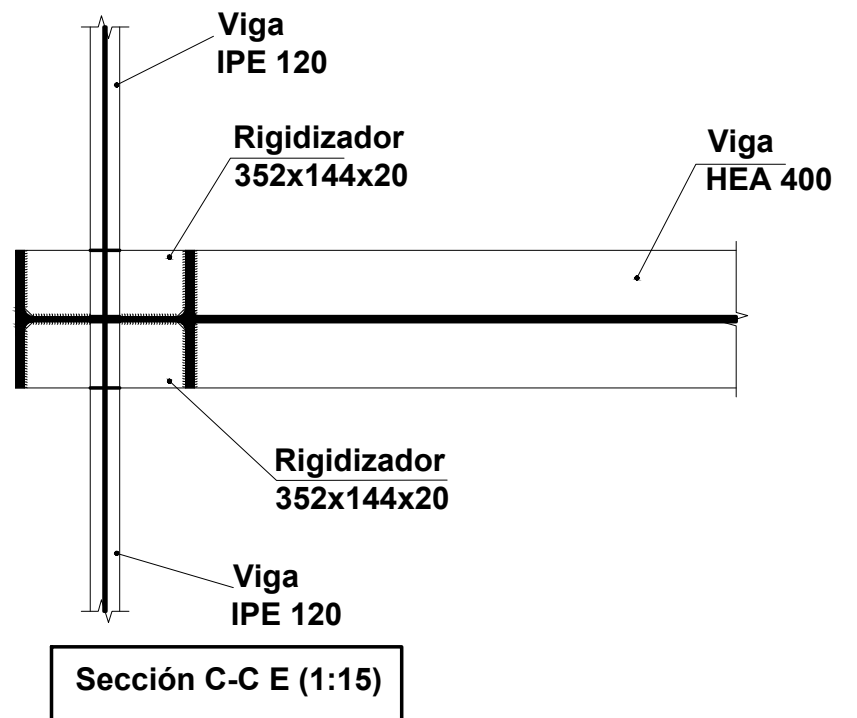 Viga
IPE 120
Rigidizador
352x144x20
Viga
HEA 400
Rigidizador
352x144x20
Viga
IPE 120
Sección C-C E (1:15)